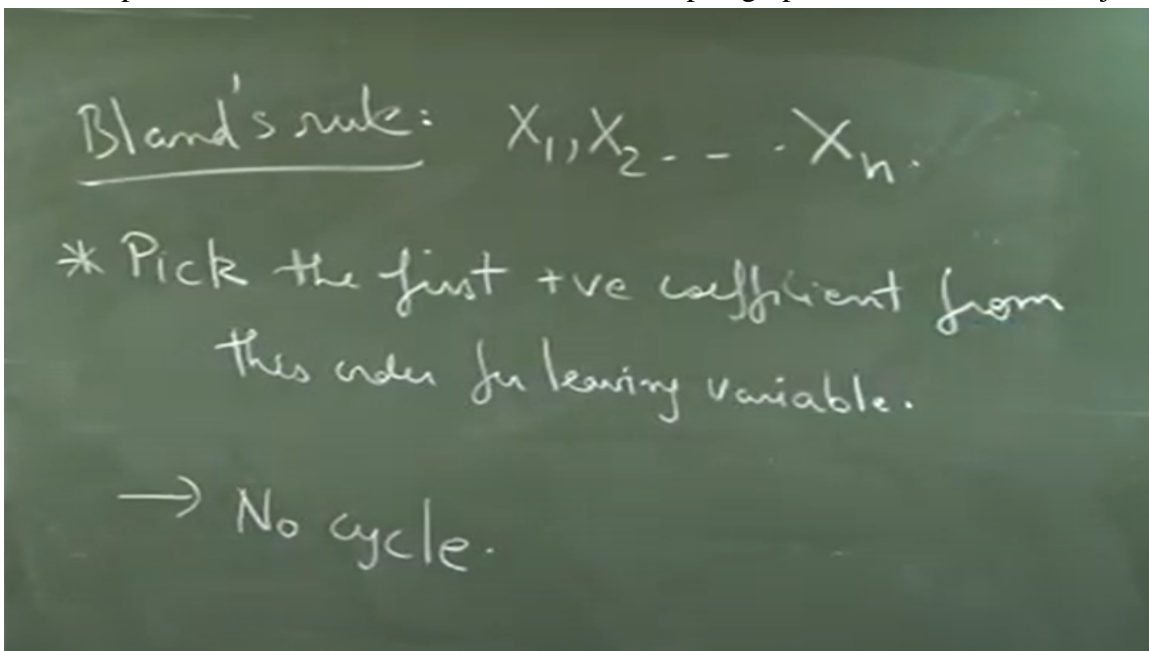 Bland's rule: X₁, X₂ - - - Xₙ.
* Pick the first +ve coefficient from
this order for leaving variable.
→ No cycle.